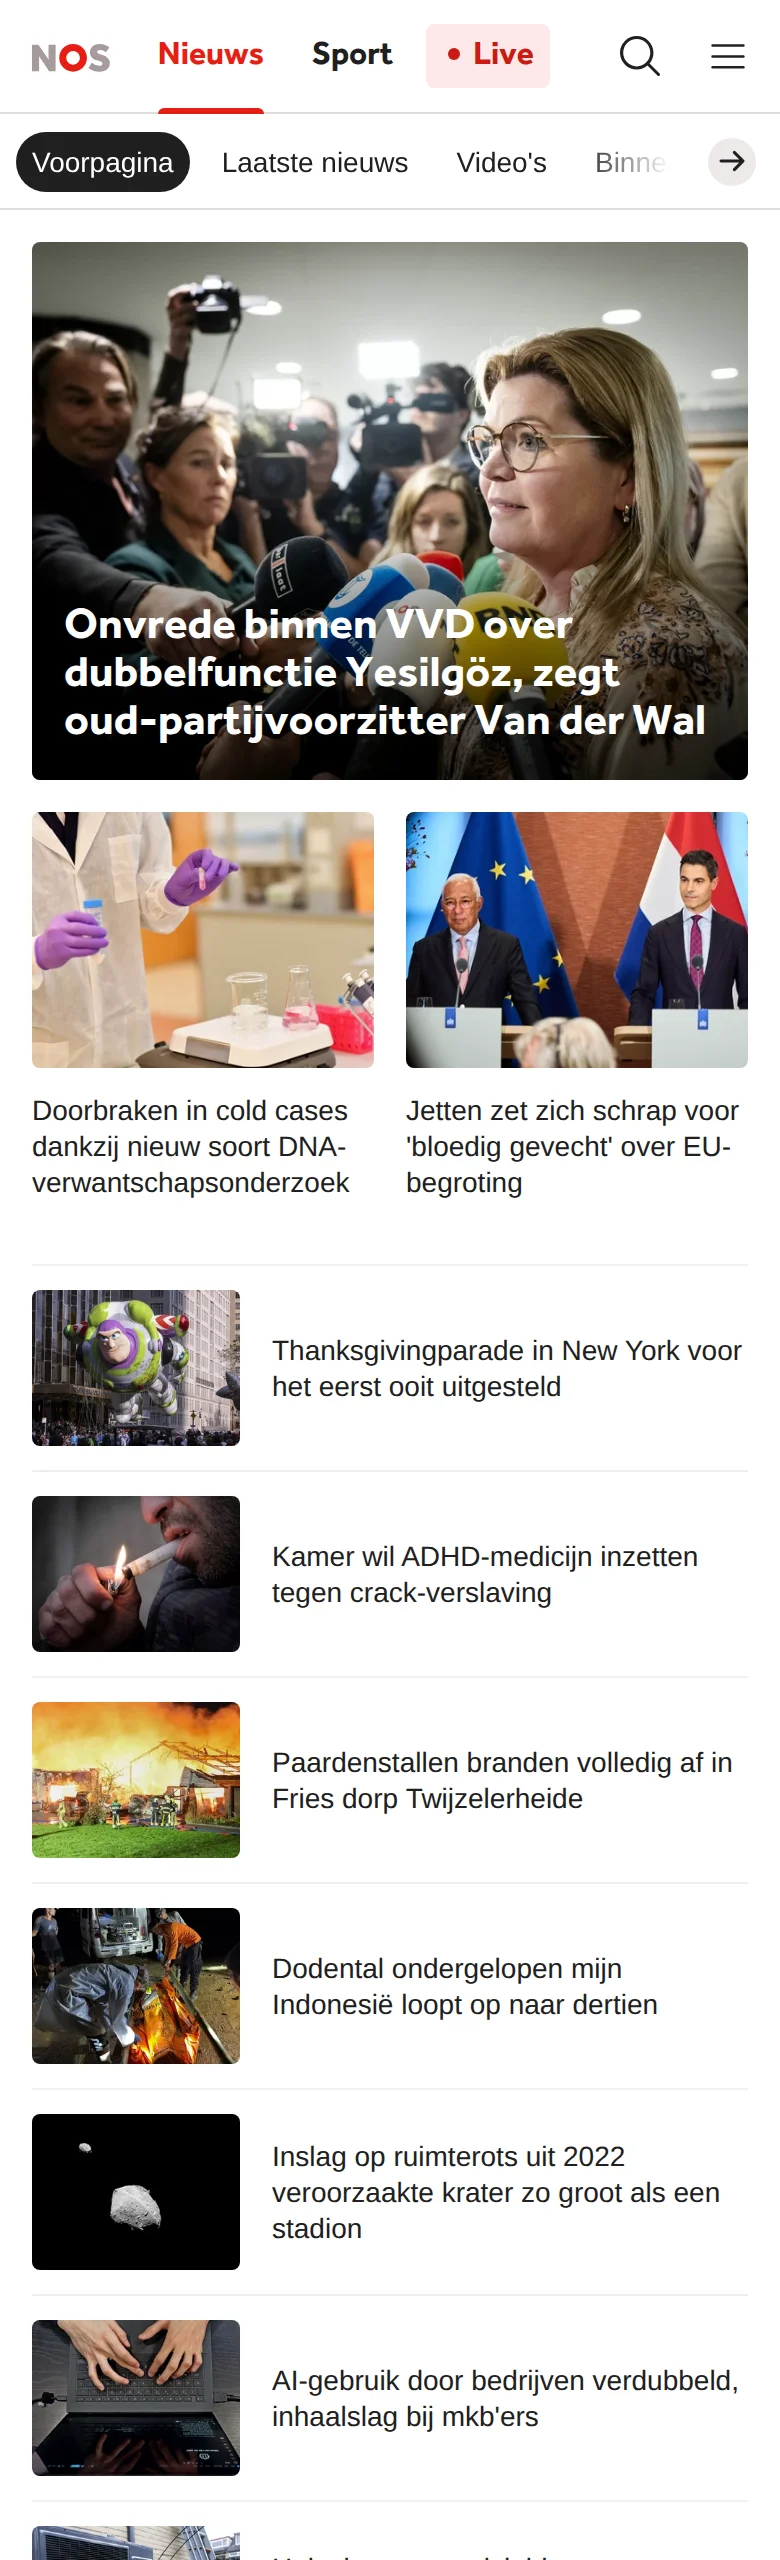 NOS Nieuws Sport Live
Voorpagina Laatste nieuws Video's Binne
Onvrede binnen VVD over
dubbelfunctie Yesilgöz, zegt
oud-partijvoorzitter Van der Wal
Doorbraken in cold cases
dankzij nieuw soort DNA-
verwantschapsonderzoek
Jetten zet zich schrap voor
'bloedig gevecht' over EU-
begroting
Thanksgivingparade in New York voor
het eerst ooit uitgesteld
Kamer wil ADHD-medicijn inzetten
tegen crack-verslaving
Paardenstallen branden volledig af in
Fries dorp Twijzelerheide
Dodental ondergelopen mijn
Indonesië loopt op naar dertien
Inslag op ruimterots uit 2022
veroorzaakte krater zo groot als een
stadion
AI-gebruik door bedrijven verdubbeld,
inhaalslag bij mkb'ers